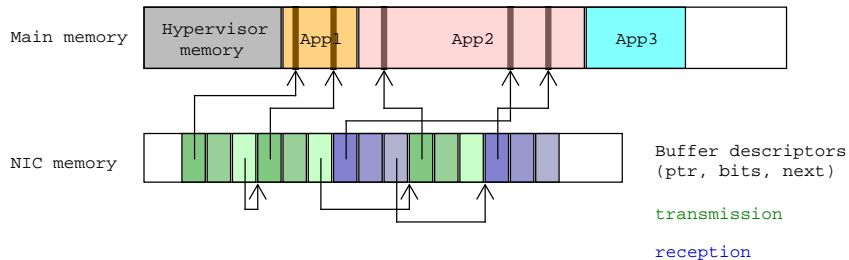 Main memory
Hypervisor
memory
App1
App2
App3
NIC memory
Buffer descriptors
(ptr, bits, next)
transmission
reception